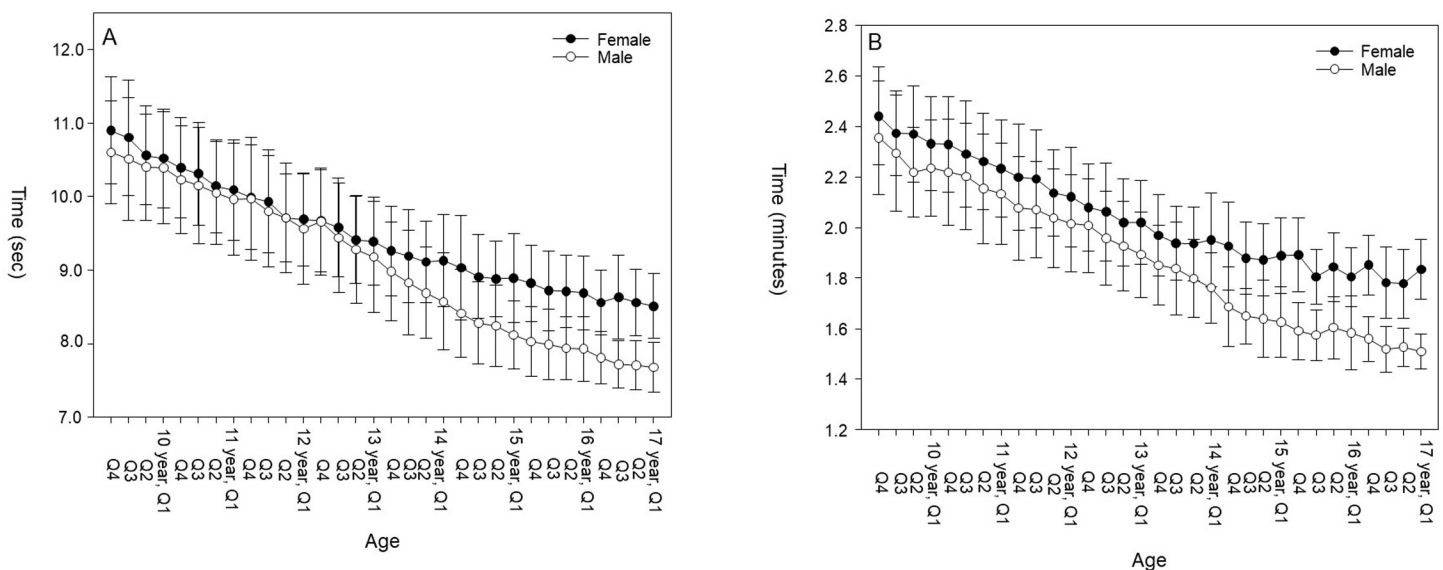 A
Female
Male
12.0
11.0
10.0
9.0
8.0
7.0
Time (sec)
Q4
Q3
Q2
10 year, Q1
Q4
Q3
Q2
11 year, Q1
Q4
Q3
Q2
12 year, Q1
Q4
Q3
Q2
13 year, Q1
Q4
Q3
Q2
14 year, Q1
Q4
Q3
Q2
15 year, Q1
Q4
Q3
Q2
16 year, Q1
Q4
Q3
Q2
17 year, Q1
Age
B
Female
Male
2.8
2.6
2.4
2.2
2.0
1.8
1.6
1.4
1.2
Time (minutes)
Q4
Q3
Q2
10 year, Q1
Q4
Q3
Q2
11 year, Q1
Q4
Q3
Q2
12 year, Q1
Q4
Q3
Q2
13 year, Q1
Q4
Q3
Q2
14 year, Q1
Q4
Q3
Q2
15 year, Q1
Q4
Q3
Q2
16 year, Q1
Q4
Q3
Q2
17 year, Q1
Age